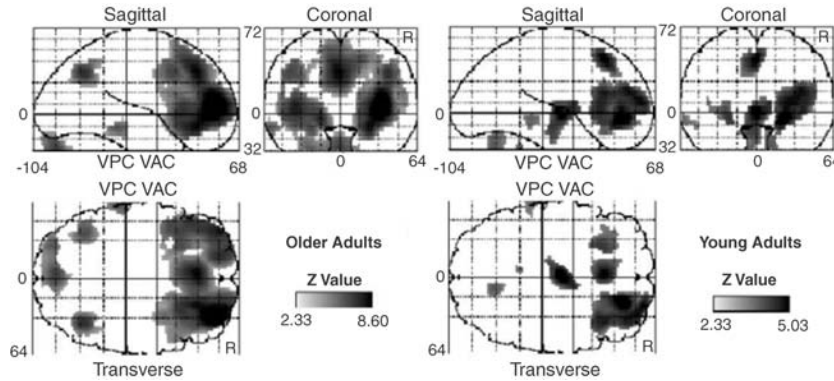 Sagittal Coronal Sagittal Coronal
72 R 72 R
0 0 0 0
32 32
-104 VPC VAC 68 0 64 -104 VPC VAC 68 0 64
VPC VAC VPC VAC
Older Adults Young Adults
0 Z Value 0 Z Value
2.33 8.60 2.33 5.03
64 R 64 R
Transverse Transverse